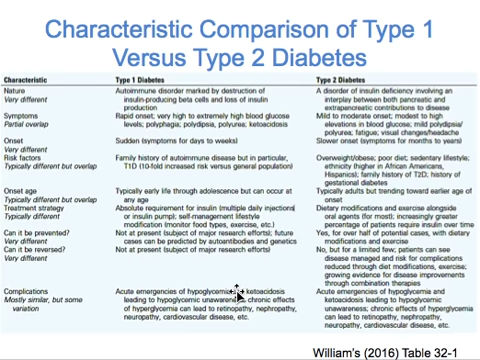 Characteristic Comparison of Type 1
Versus Type 2 Diabetes
Characteristic Type 1 Diabetes Type 2 Diabetes
Nature
Very different
Autoimmune disorder marked by destruction of
insulin-producing beta cells and loss of insulin
production
A disorder of insulin deficiency involving an
interplay between both pancreatic and
extrapancreatic contributions to disease
Symptoms
Partial overlap
Rapid onset; very high to extremely high blood glucose
levels; polyphagia; polydipsia, polyurea; ketoacidosis
Mild to moderate onset; modest to high
elevations in blood glucose; mild polydipsia/
polyurea; fatigue; visual changes/headache
Onset
Very different
Sudden (symptoms for days to weeks)
Slower onset (symptoms for months to years)
Risk factors
Typically different but overlap
Family history of autoimmune disease but in particular,
T1D (10-fold increased risk versus general population)
Overweight/obese; poor diet; sedentary lifestyle;
ethnicity (higher in African Americans,
Hispanics); family history of T2D; history of
gestational diabetes
Onset age
Typically different but overlap
Typically early life through adolescence but can occur at
any age
Typically adults but trending toward earlier age of
onset
Treatment strategy
Typically different
Absolute requirement for insulin (multiple daily injections)
or insulin pump); self-management lifestyle
modification (monitor food types, exercise, etc.)
Dietary modifications and exercise alongside
oral agents (for most); increasingly greater
percentage of patients require insulin over time
Can it be prevented?
Very different
Not at present (subject of major research efforts); future
cases can be predicted by autoantibodies and genetics
Yes, for over half of potential cases, with dietary
modifications and exercise
Can it be reversed?
Very different
Not at present (subject of major research efforts)
No, but for a limited few; patients can see
disease managed and risk for complications
reduced through diet modifications, exercise;
growing evidence for disease improvements
through combination therapies
Complications
Mostly similar, but some
variation
Acute emergencies of hypoglycemia ketoacidosis
leading to hypoglycemic unawareness; chronic effects
of hyperglycemia can lead to retinopathy, nephropathy,
neuropathy, cardiovascular disease, etc.
Acute emergencies of hypoglycemia and
ketoacidosis leading to hypoglycemic
unawareness; chronic effects of hyperglycemia
can lead to retinopathy, nephropathy,
neuropathy, cardiovascular disease, etc.
William's (2016) Table 32-1